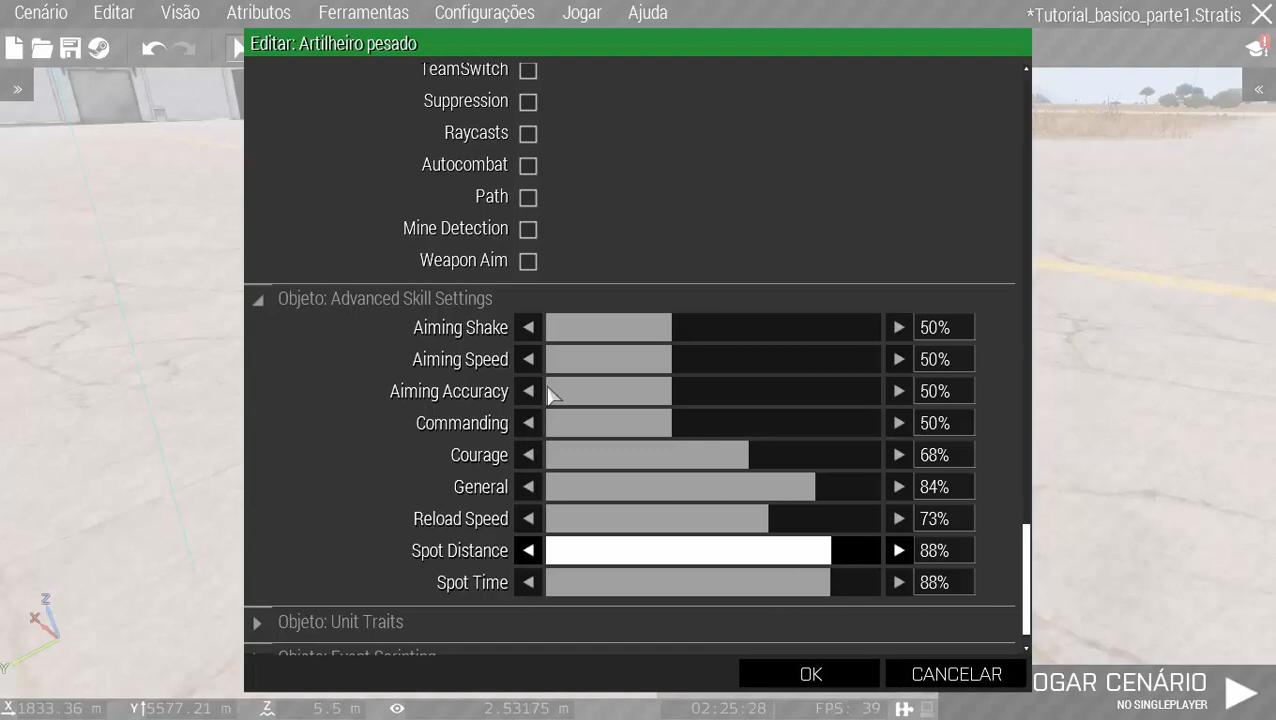 Cenário Editar Visão Atributos Ferramentas Configurações Jogar Ajuda *Tutorial_basico_parte1.Stratis
Editar: Artilheiro pesado
TeamSwitch
Suppression
Raycasts
Autocombat
Path
Mine Detection
Weapon Aim
Objeto: Advanced Skill Settings
Aiming Shake 50%
Aiming Speed 50%
Aiming Accuracy 50%
Commanding 50%
Courage 68%
General 84%
Reload Speed 73%
Spot Distance 88%
Spot Time 88%
Objeto: Unit Traits
Objeto: Event Scripting
OK CANCELAR
OGAR CENÁRIO
NO SINGLEPLAYER
Z
X
Y
X 1833.36 m Y 5577.21 m Z 5.5 m 2.53175 m 02:25:28 FPS: 39